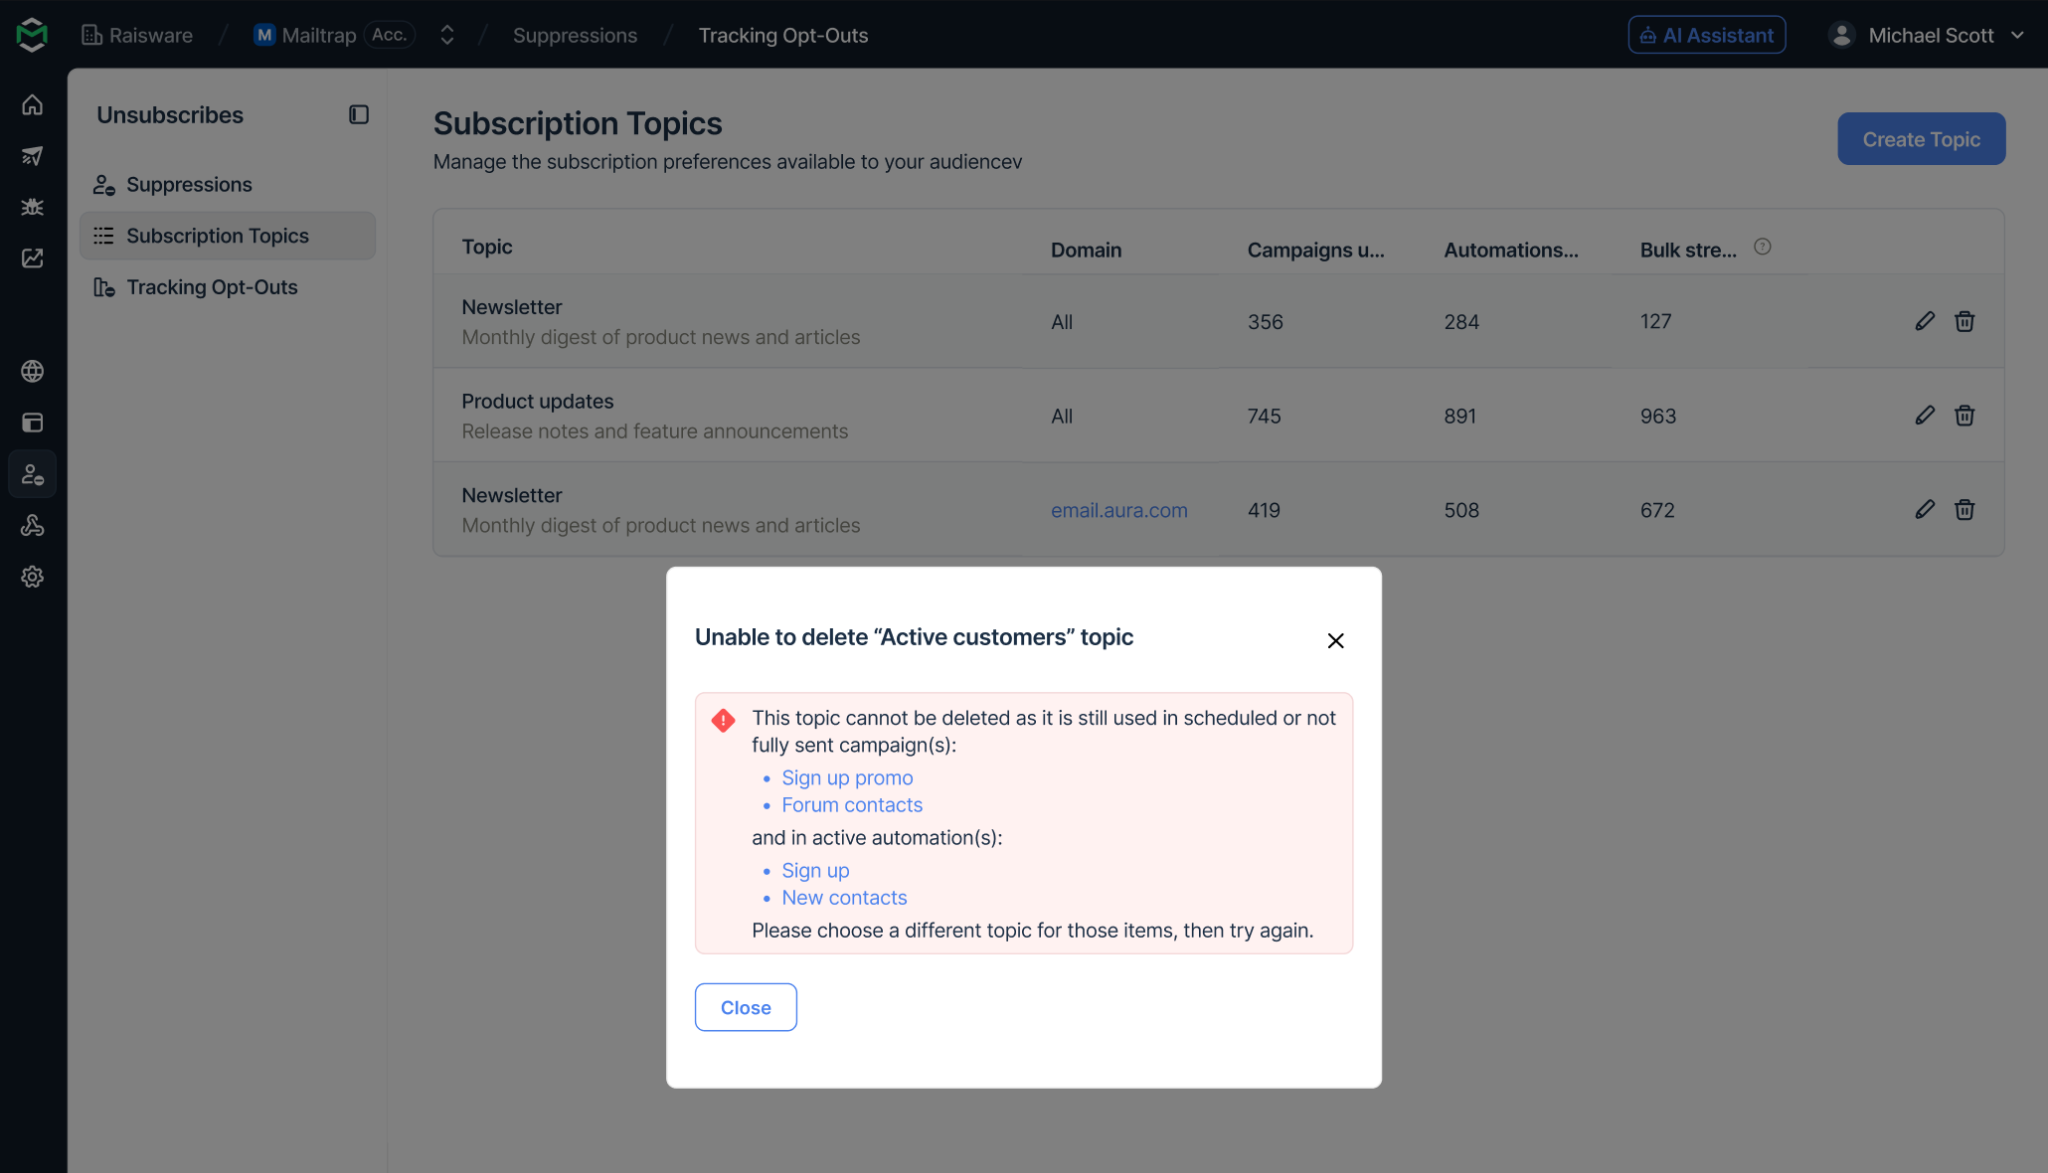 Raisware / M Mailtrap Acc. / Suppressions / Tracking Opt-Outs
AI Assistant
Michael Scott
Unsubscribes
Suppressions
Subscription Topics
Tracking Opt-Outs
Subscription Topics
Manage the subscription preferences available to your audiencev
Create Topic
Topic Domain Campaigns u... Automations... Bulk stre... ?
Newsletter
Monthly digest of product news and articles
All 356 284 127
Product updates
Release notes and feature announcements
All 745 891 963
Newsletter
Monthly digest of product news and articles
email.aura.com 419 508 672
Unable to delete “Active customers” topic
This topic cannot be deleted as it is still used in scheduled or not
fully sent campaign(s):
• Sign up promo
• Forum contacts
and in active automation(s):
• Sign up
• New contacts
Please choose a different topic for those items, then try again.
Close